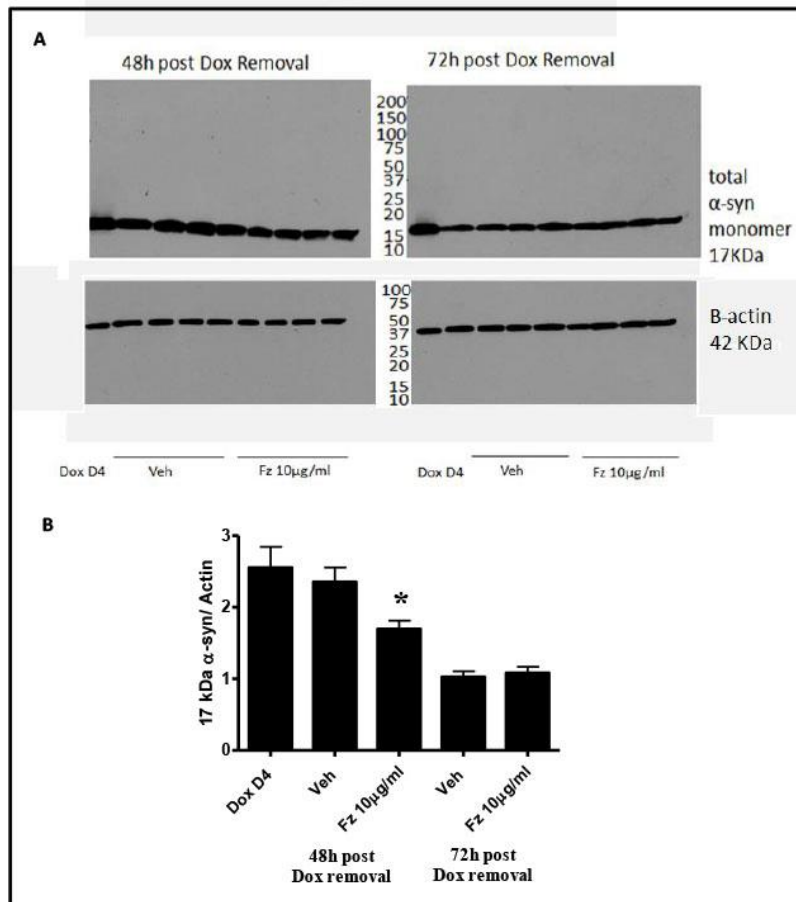 A
48h post Dox Removal
72h post Dox Removal
200
150
100
75
50
37
25
20
15
10
total
α-syn
monomer
17KDa
100
75
50
37
25
20
15
10
B-actin
42 KDa
Dox D4
Veh
Fz 10µg/ml
Dox D4
Veh
Fz 10µg/ml
B
17 kDa α-syn/ Actin
3
2
1
0
*
Dox D4
Veh
Fz 10µg/ml
Veh
Fz 10µg/ml
48h post
Dox removal
72h post
Dox removal